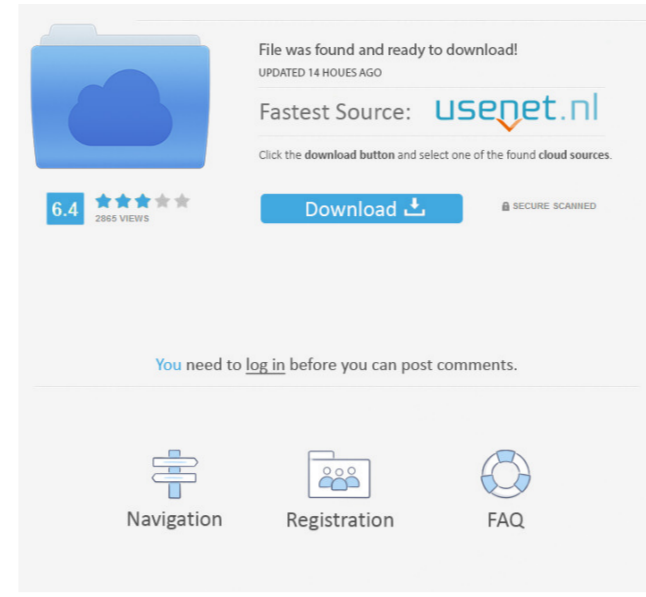 File was found and ready to download!
UPDATED 14 HOUES AGO
Fastest Source: usenet.nl
Click the download button and select one of the found cloud sources.
6.4
2865 VIEWS
Download
SECURE SCANNED
You need to log in before you can post comments.
Navigation
Registration
FAQ